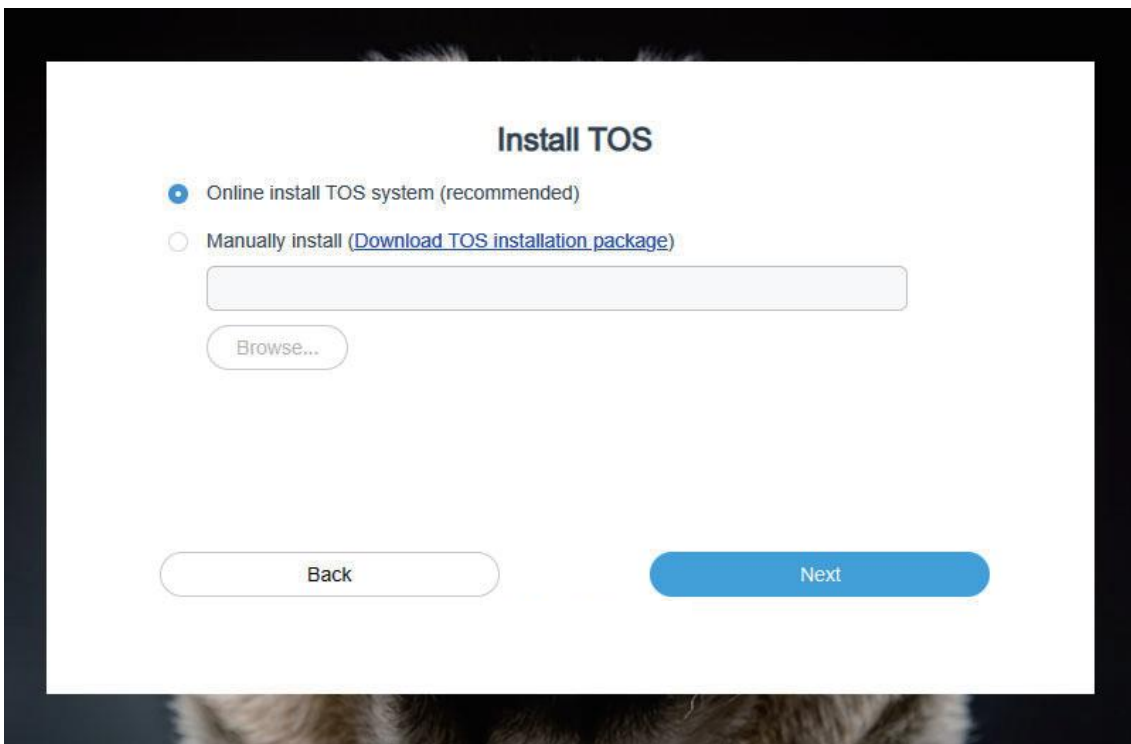 Install TOS
Online install TOS system (recommended)
Manually install (Download TOS installation package)
Browse...
Back
Next